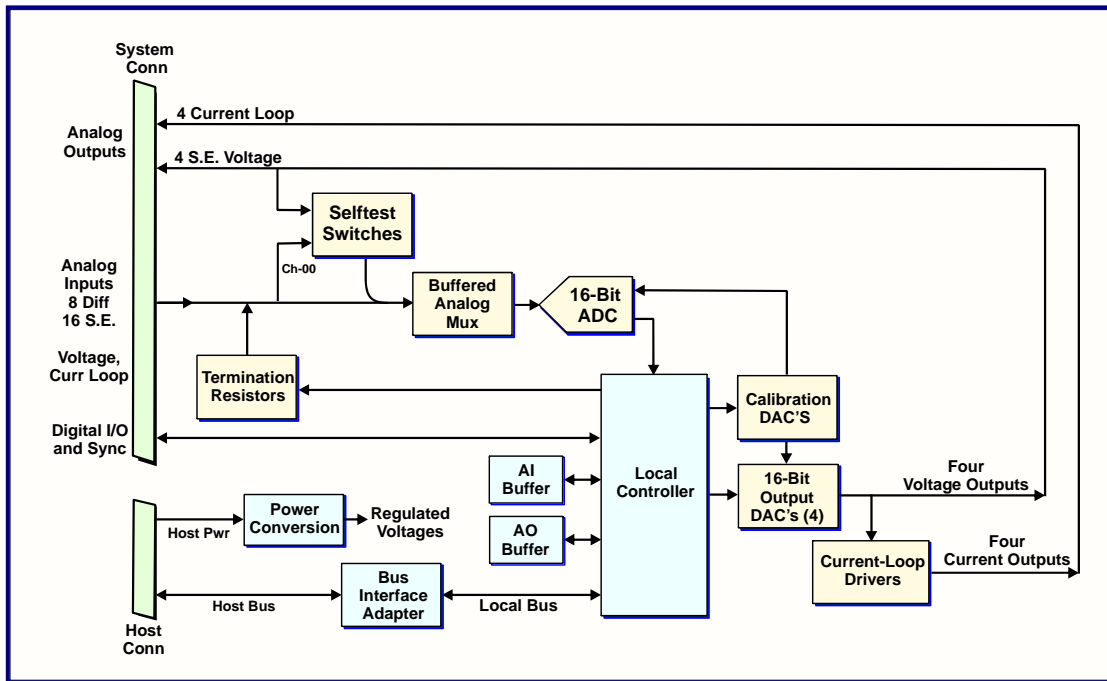 System
Conn
4 Current Loop
Analog
Outputs
4 S.E. Voltage
Selftest
Switches
Ch-00
Analog
Inputs
8 Diff
16 S.E.
Buffered
Analog
Mux
16-Bit
ADC
Voltage,
Curr Loop
Termination
Resistors
Calibration
DAC'S
Digital I/O
and Sync
AI
Buffer
Local
Controller
16-Bit
Output
DAC's (4)
Four
Voltage Outputs
Power
Conversion
Regulated
Voltages
Host Pwr
AO
Buffer
Current-Loop
Drivers
Four
Current Outputs
Bus
Interface
Adapter
Host Bus
Local Bus
Host
Conn